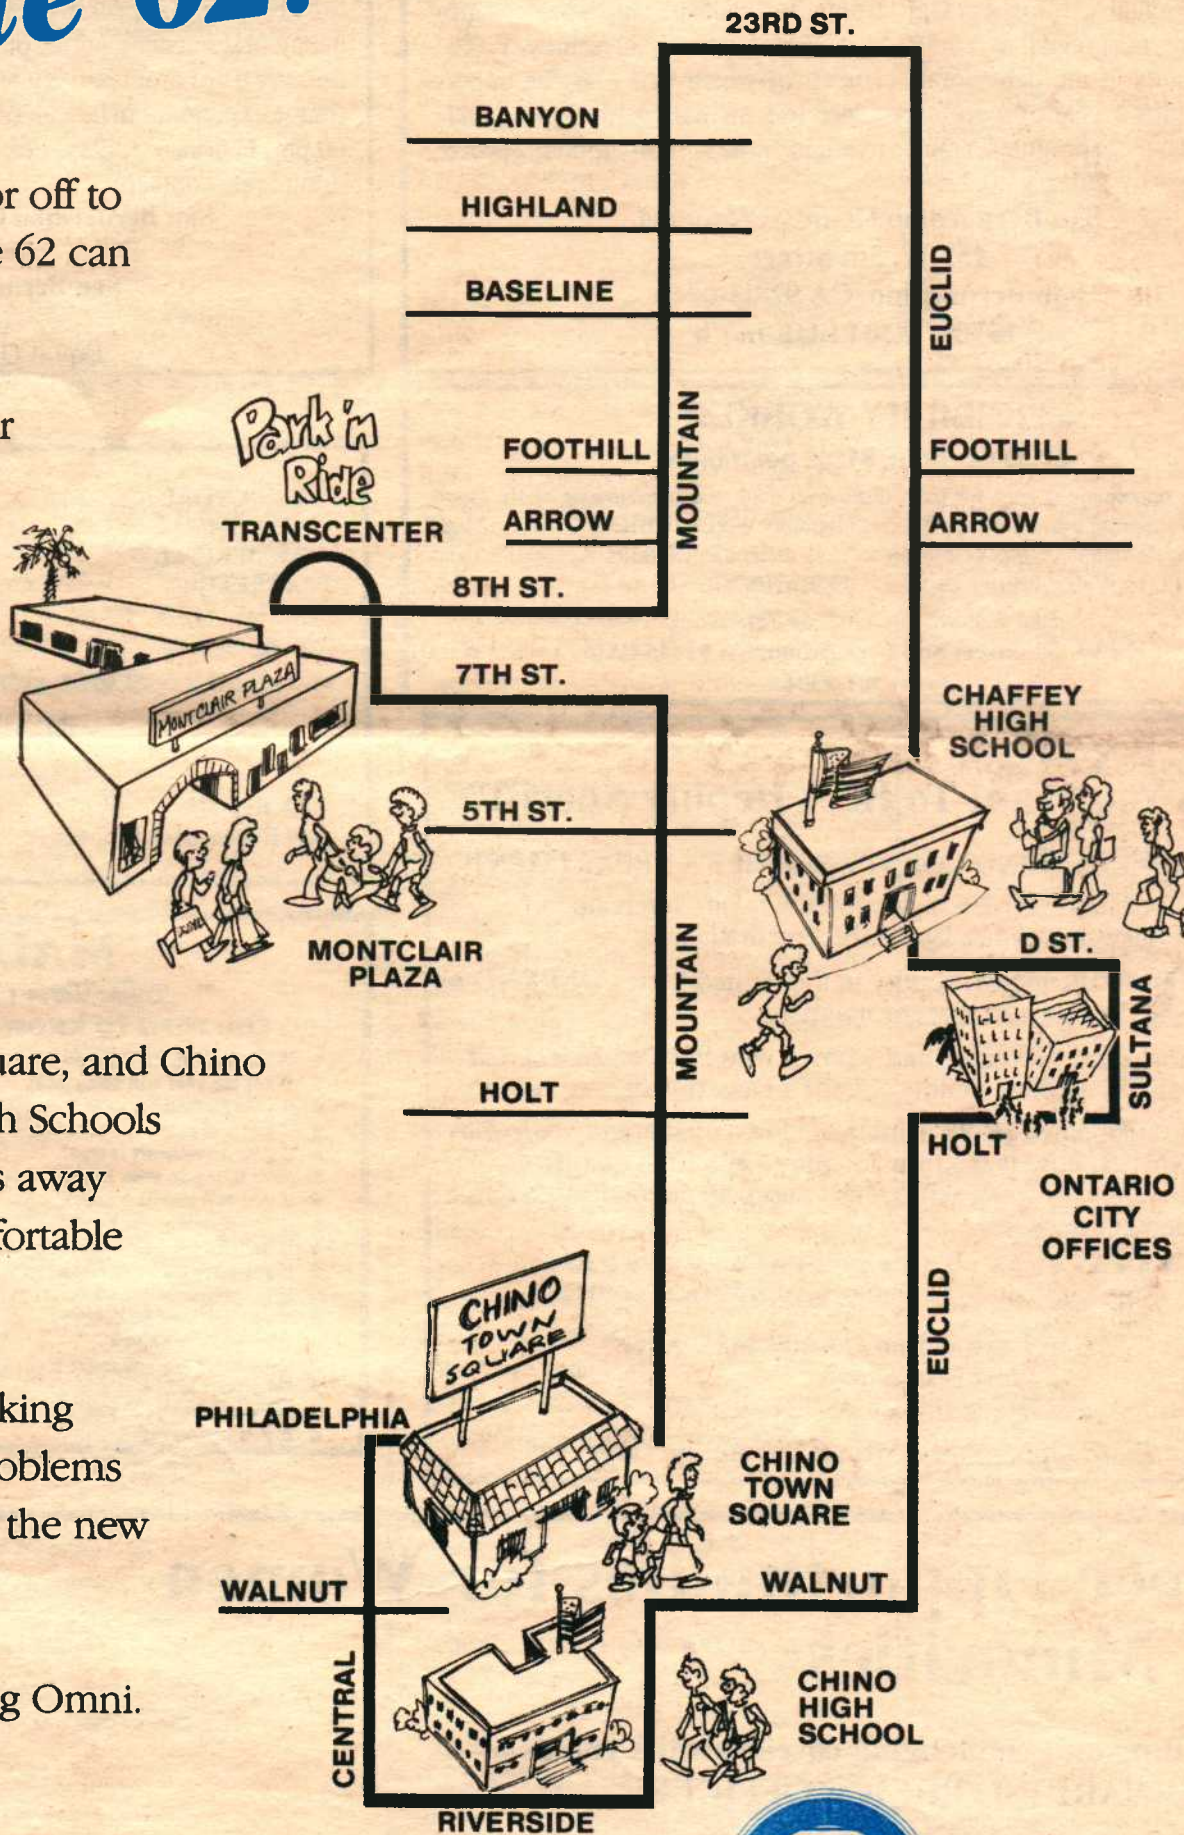 62!
or off to
62 can
r
uare, and Chino
h Schools
s away
fortable
king
oblems
the new
g Omni.
23RD ST.
BANYON
HIGHLAND
BASELINE
EUCLID
MOUNTAIN
Park 'n
Ride
TRANSCENTER
FOOTHILL
FOOTHILL
ARROW
ARROW
8TH ST.
7TH ST.
MONTCLAIR PLAZA
CHAFFEY
HIGH
SCHOOL
5TH ST.
MONTCLAIR
PLAZA
D ST.
MOUNTAIN
SULTANA
HOLT
HOLT
ONTARIO
CITY
OFFICES
EUCLID
CHINO
TOWN
SQUARE
PHILADELPHIA
CHINO
TOWN
SQUARE
WALNUT
WALNUT
CENTRAL
CHINO
HIGH
SCHOOL
RIVERSIDE